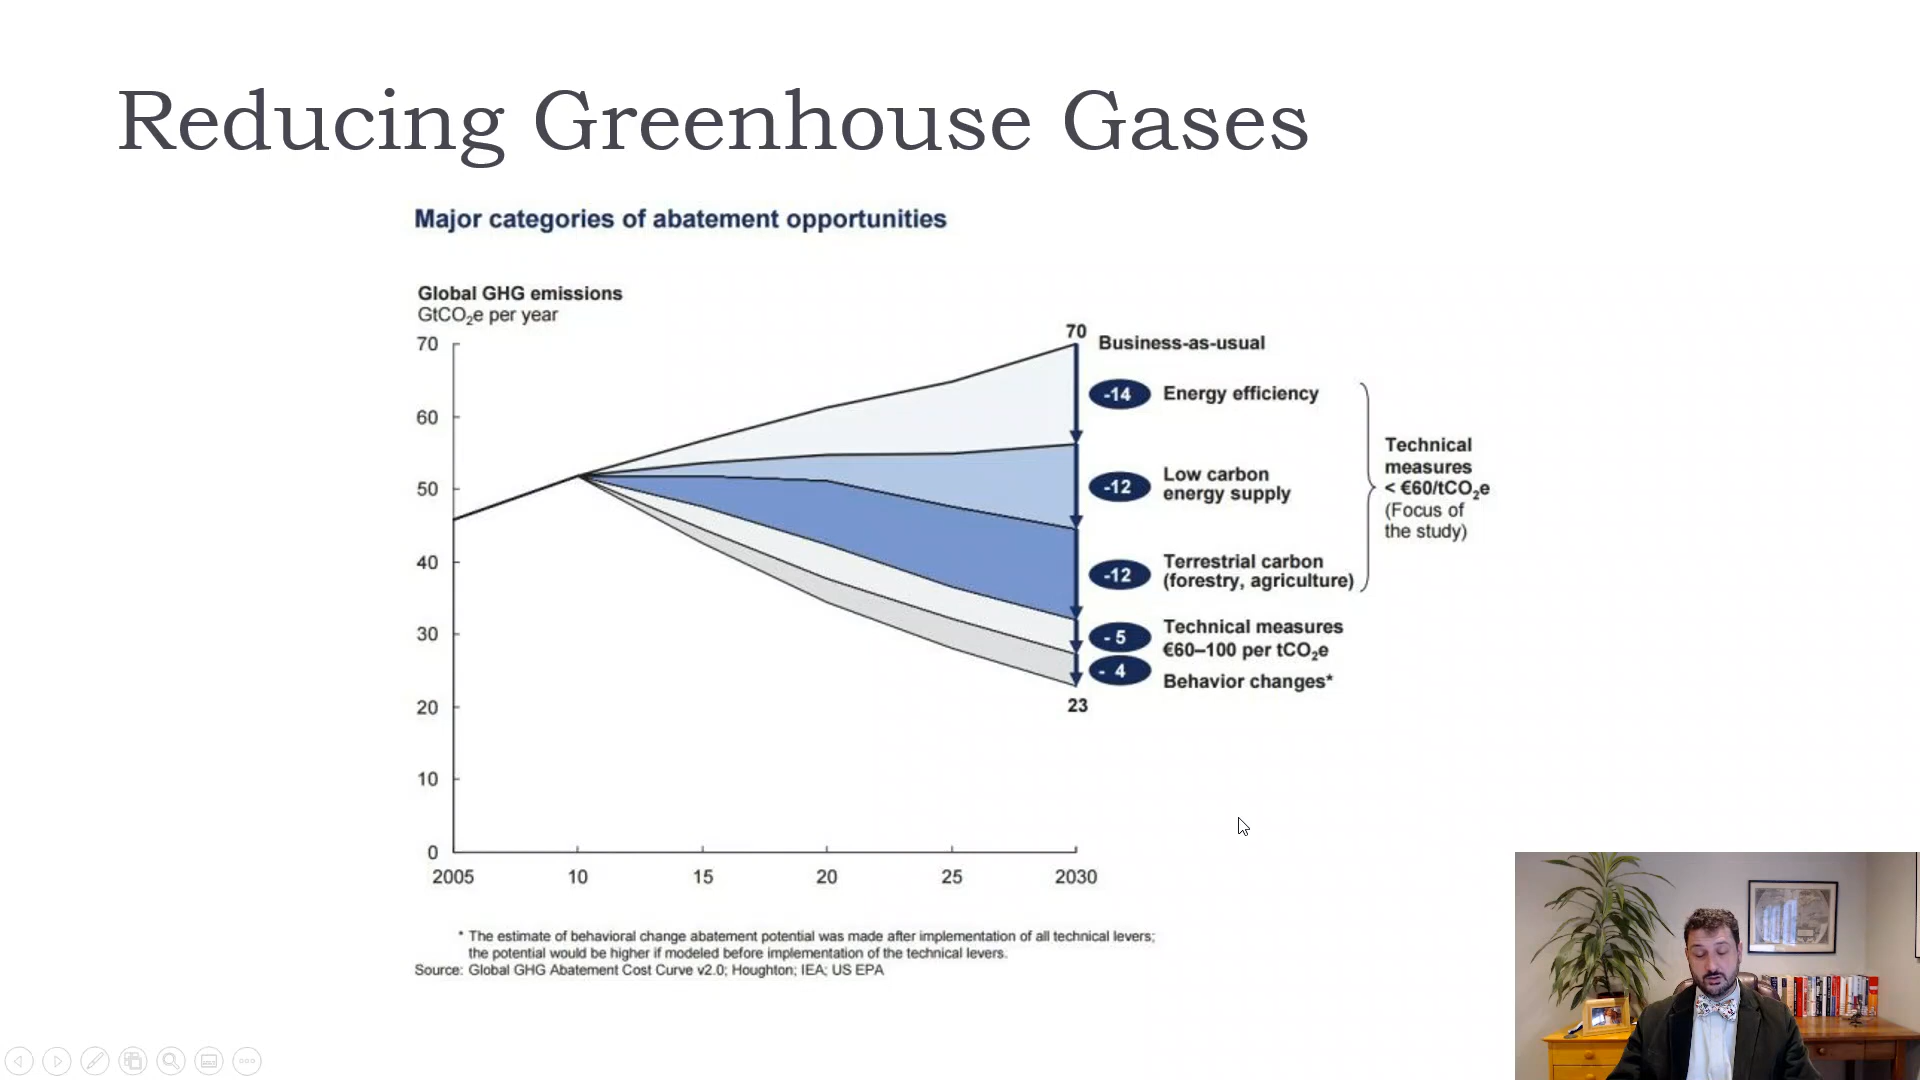 Reducing Greenhouse Gases
Major categories of abatement opportunities
Global GHG emissions
GtCO₂e per year
70
60
50
40
30
20
10
0
2005 10 15 20 25 2030
70
Business-as-usual
-14 Energy efficiency
-12 Low carbon
energy supply
-12 Terrestrial carbon
(forestry, agriculture)
- 5 Technical measures
€60–100 per tCO₂e
- 4 Behavior changes*
23
Technical
measures
< €60/tCO₂e
(Focus of
the study)
* The estimate of behavioral change abatement potential was made after implementation of all technical levers;
the potential would be higher if modeled before implementation of the technical levers.
Source: Global GHG Abatement Cost Curve v2.0; Houghton; IEA; US EPA